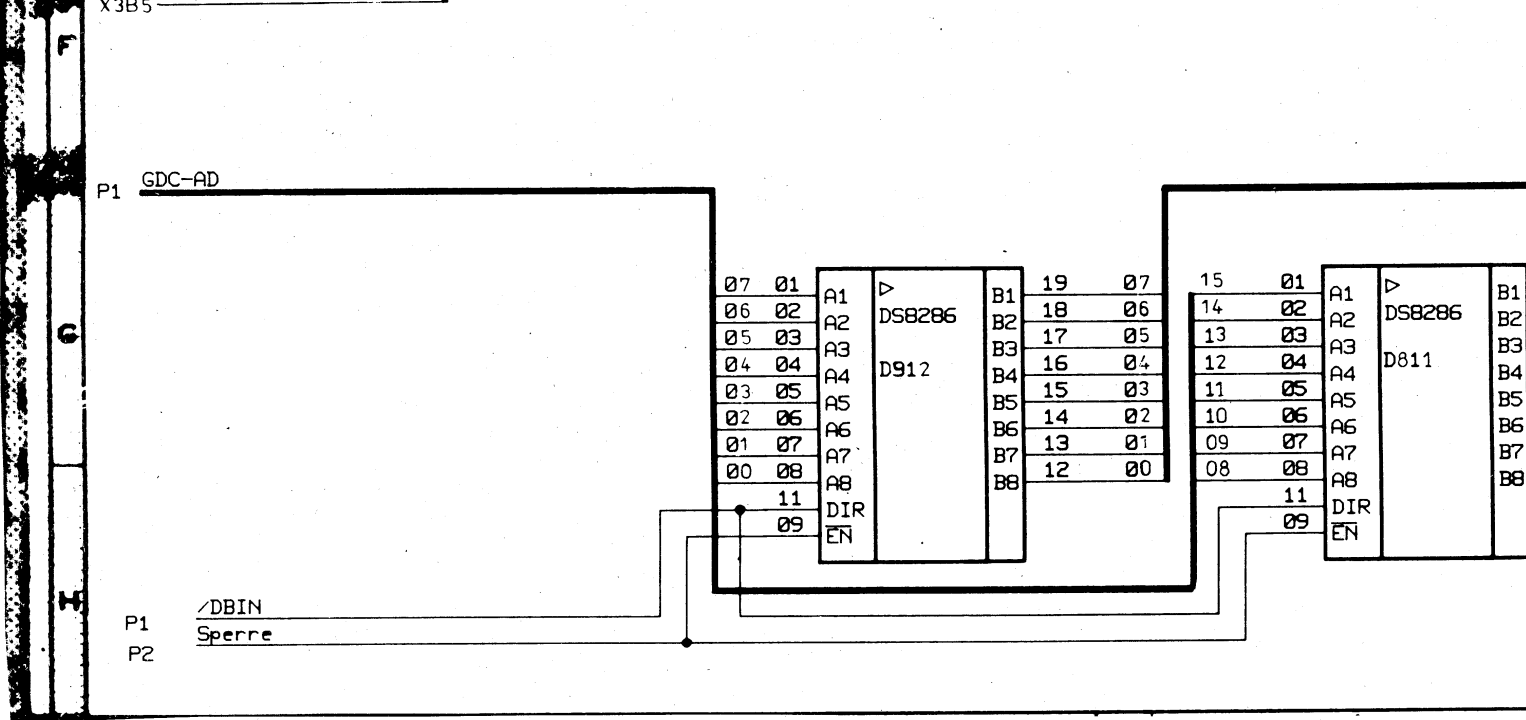 X3B5
F
P1 GDC-AD
07 01 A1 ▷ B1 19 07 15 01 A1 ▷ B1
06 02 A2 DS8286 B2 18 06 14 02 A2 DS8286 B2
05 03 A3 B3 17 05 13 03 A3 B3
04 04 A4 D912 B4 16 04 12 04 A4 D811 B4
03 05 A5 B5 15 03 11 05 A5 B5
02 06 A6 B6 14 02 10 06 A6 B6
01 07 A7 B7 13 01 09 07 A7 B7
00 08 A8 B8 12 00 08 08 A8 B8
11 DIR 11 DIR
09 EN 09 EN
G
H
P1 /DBIN
P2 Sperre